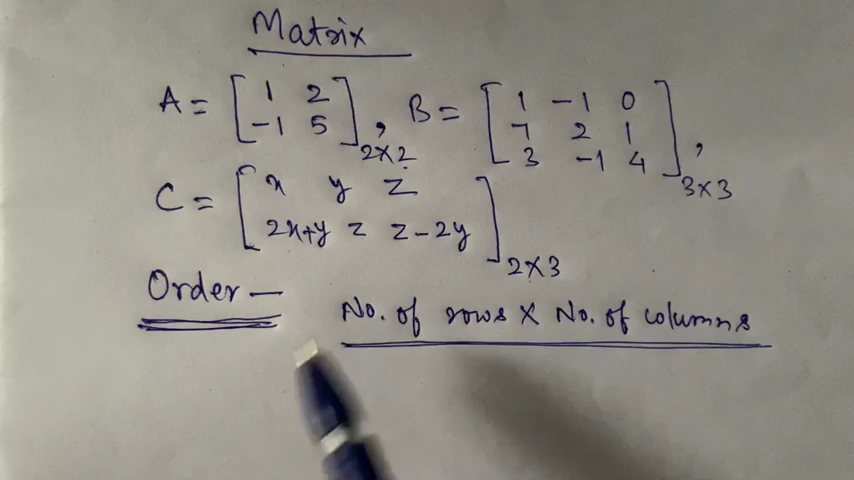 Matrix
A = [ 1 2
-1 5 ] 2×2 , B = [ 1 -1 0
7 2 1
3 -1 4 ] 3×3 ,
C = [ x y z
2x+y z z-2y ] 2×3
Order —
No. of rows × No. of columns